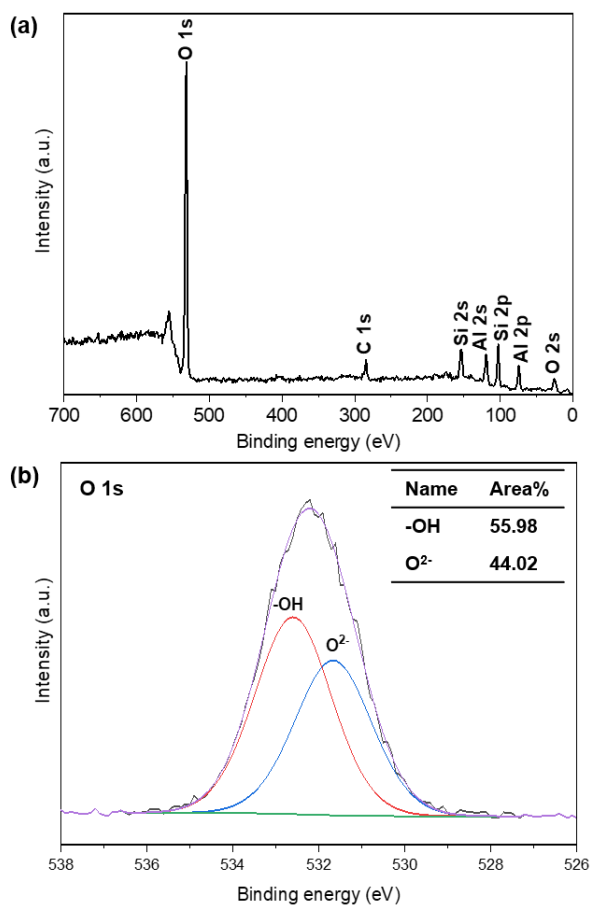 (a)
O 1s
C 1s
Si 2s
Al 2s
Si 2p
Al 2p
O 2s
Intensity (a.u.)
700 600 500 400 300 200 100 0
Binding energy (eV)
(b)
O 1s
Name Area%
-OH 55.98
O²⁻ 44.02
-OH
O²⁻
Intensity (a.u.)
538 536 534 532 530 528 526
Binding energy (eV)